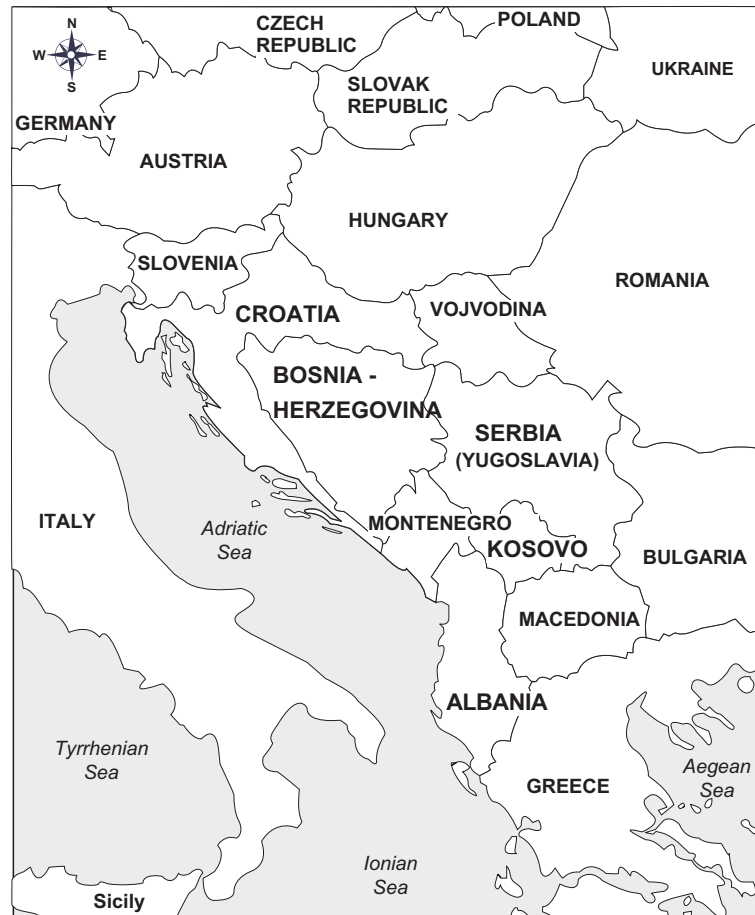 N
W
E
S
CZECH
REPUBLIC
POLAND
UKRAINE
SLOVAK
REPUBLIC
GERMANY
AUSTRIA
HUNGARY
SLOVENIA
ROMANIA
CROATIA
VOJVODINA
BOSNIA -
HERZEGOVINA
SERBIA
(YUGOSLAVIA)
ITALY
Adriatic
Sea
MONTENEGRO
KOSOVO
BULGARIA
MACEDONIA
ALBANIA
Tyrrhenian
Sea
GREECE
Aegean
Sea
Ionian
Sea
Sicily